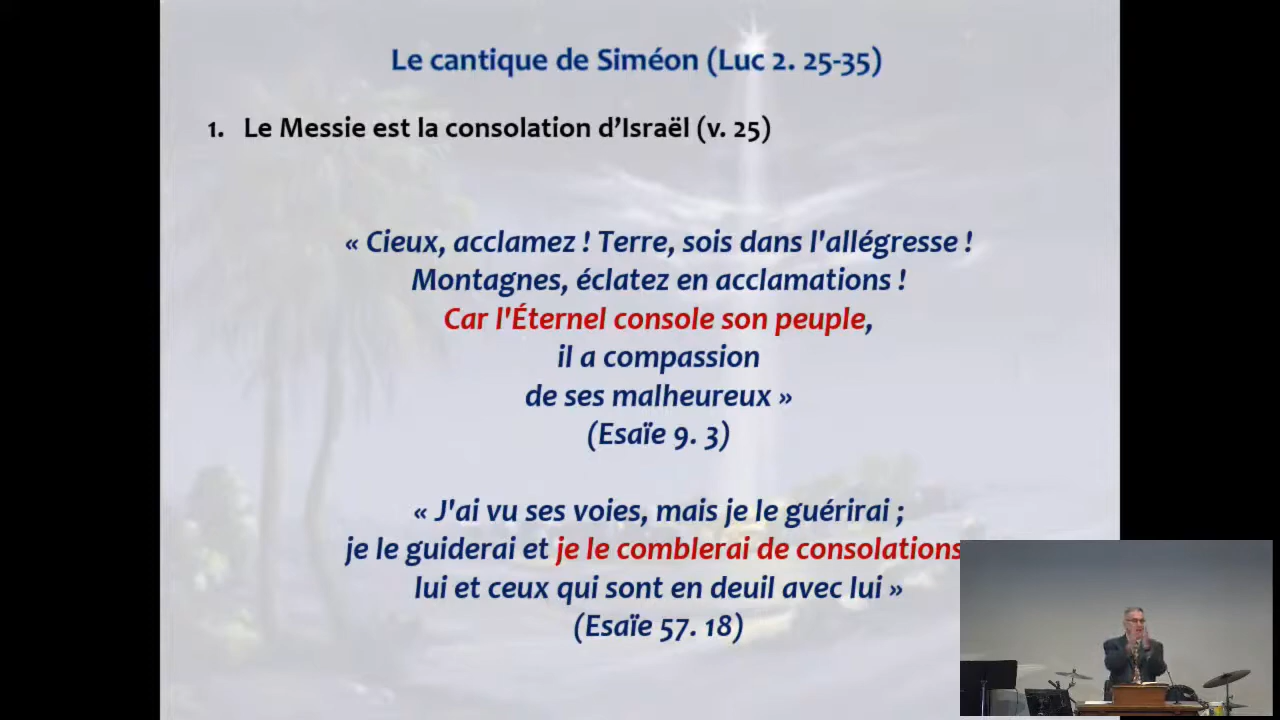 Le cantique de Siméon (Luc 2. 25-35)
1. Le Messie est la consolation d’Israël (v. 25)
« Cieux, acclamez ! Terre, sois dans l'allégresse !
Montagnes, éclatez en acclamations !
Car l'Éternel console son peuple,
il a compassion
de ses malheureux »
(Esaïe 9. 3)
« J'ai vu ses voies, mais je le guérirai ;
je le guiderai et je le comblerai de consolations
lui et ceux qui sont en deuil avec lui »
(Esaïe 57. 18)